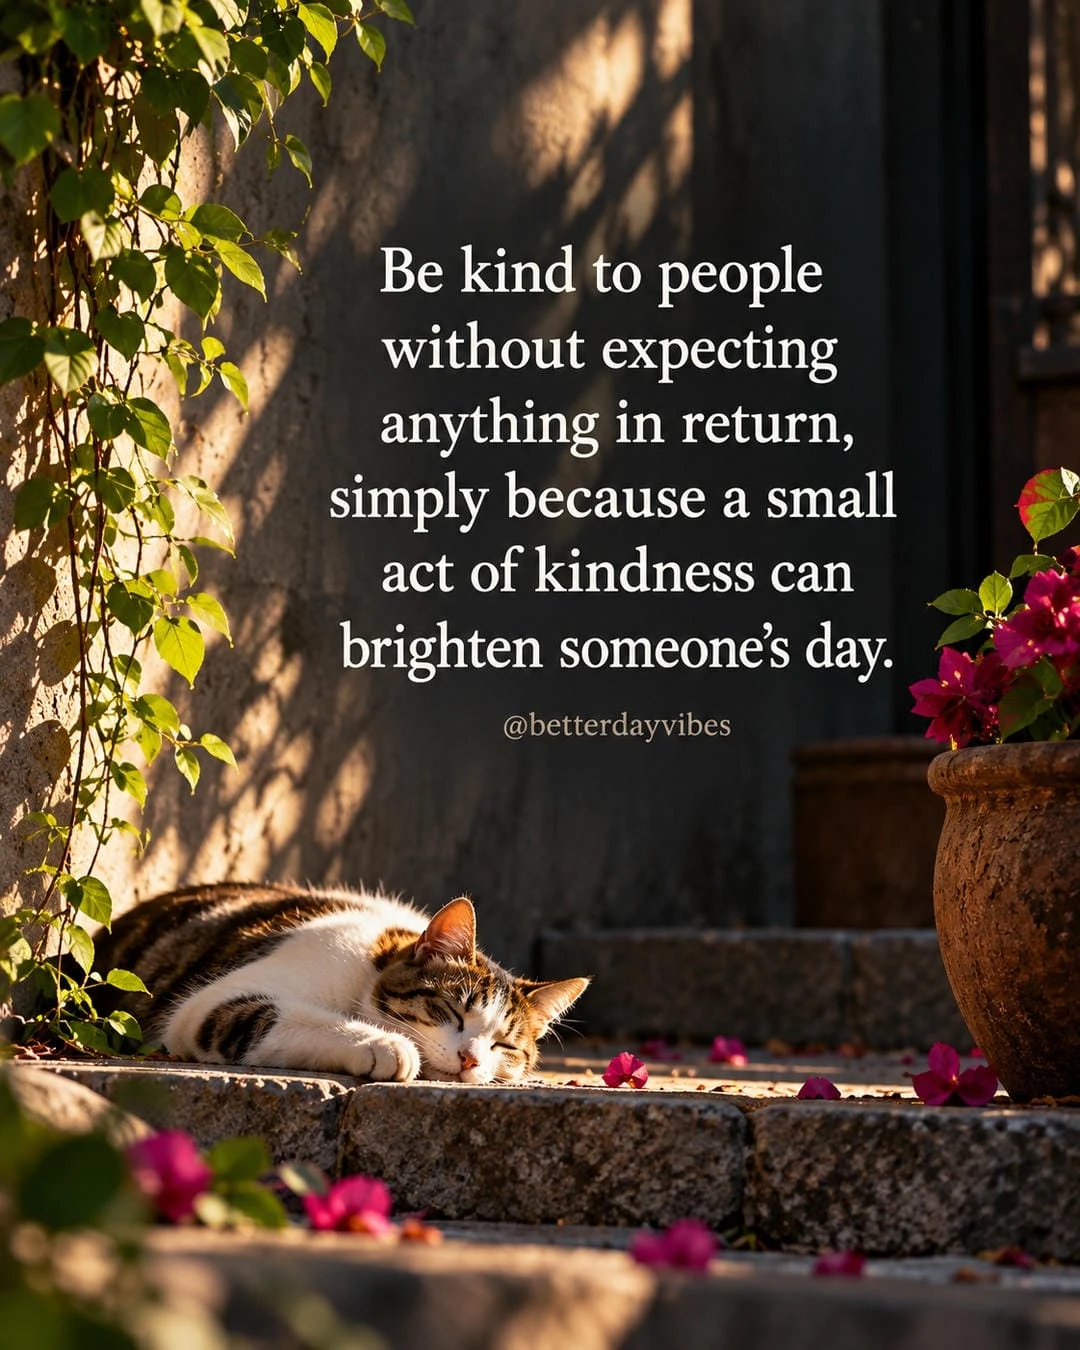 Be kind to people
without expecting
anything in return,
simply because a small
act of kindness can
brighten someone’s day.
@betterdayvibes